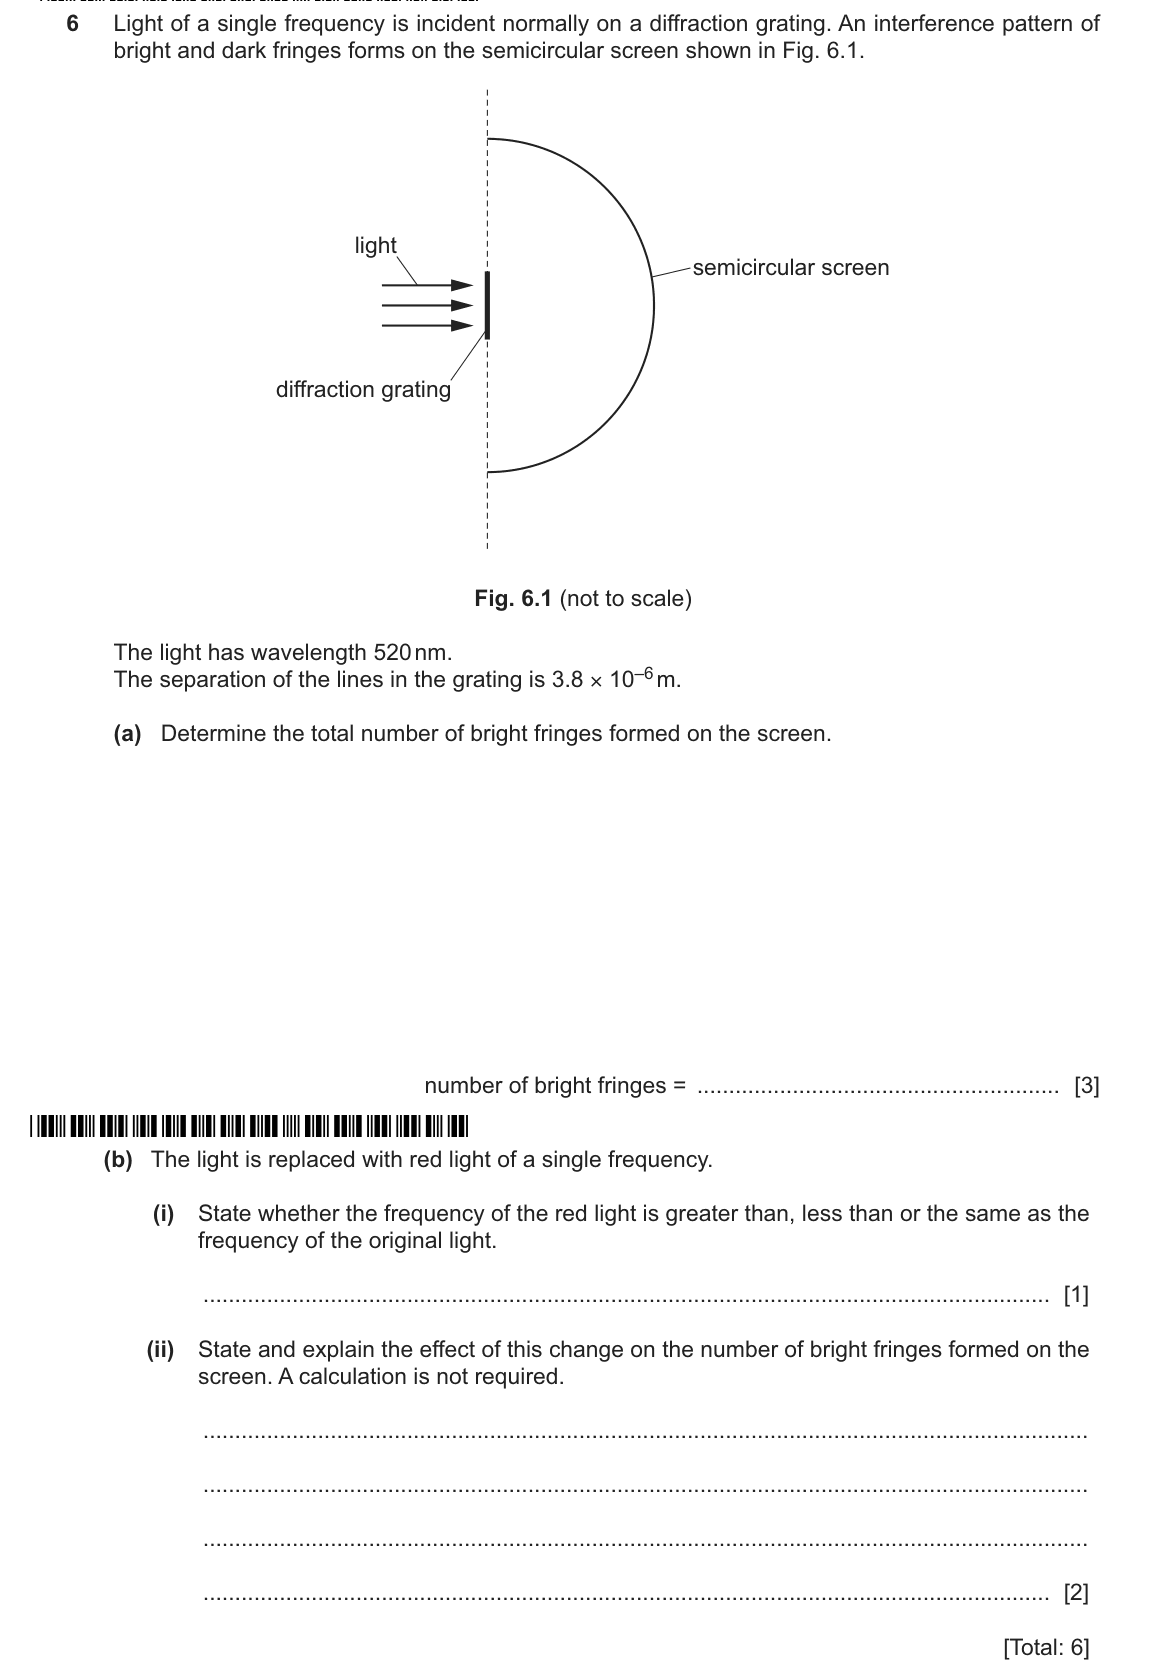 6 Light of a single frequency is incident normally on a diffraction grating. An interference pattern of
bright and dark fringes forms on the semicircular screen shown in Fig. 6.1.
light
semicircular screen
diffraction grating
Fig. 6.1 (not to scale)
The light has wavelength 520 nm.
The separation of the lines in the grating is 3.8 × 10⁻⁶ m.
(a) Determine the total number of bright fringes formed on the screen.
number of bright fringes = ......................................................... [3]
(b) The light is replaced with red light of a single frequency.
(i) State whether the frequency of the red light is greater than, less than or the same as the
frequency of the original light.
..................................................................................................................................... [1]
(ii) State and explain the effect of this change on the number of bright fringes formed on the
screen. A calculation is not required.
...........................................................................................................................................
...........................................................................................................................................
...........................................................................................................................................
..................................................................................................................................... [2]
[Total: 6]